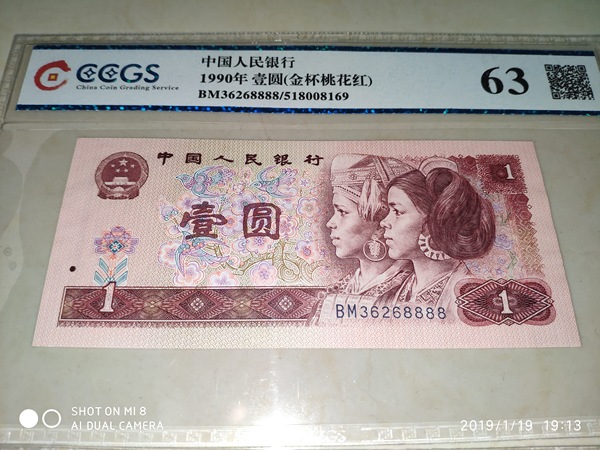 CCGS
China Coin Grading Service
中国人民银行
1990年 壹圆(金杯桃花红)
BM36268888/518008169
63
中国人民银行
1
壹圆
1
1
BM36268888
SHOT ON MI 8
AI DUAL CAMERA
2019/1/19 19:13